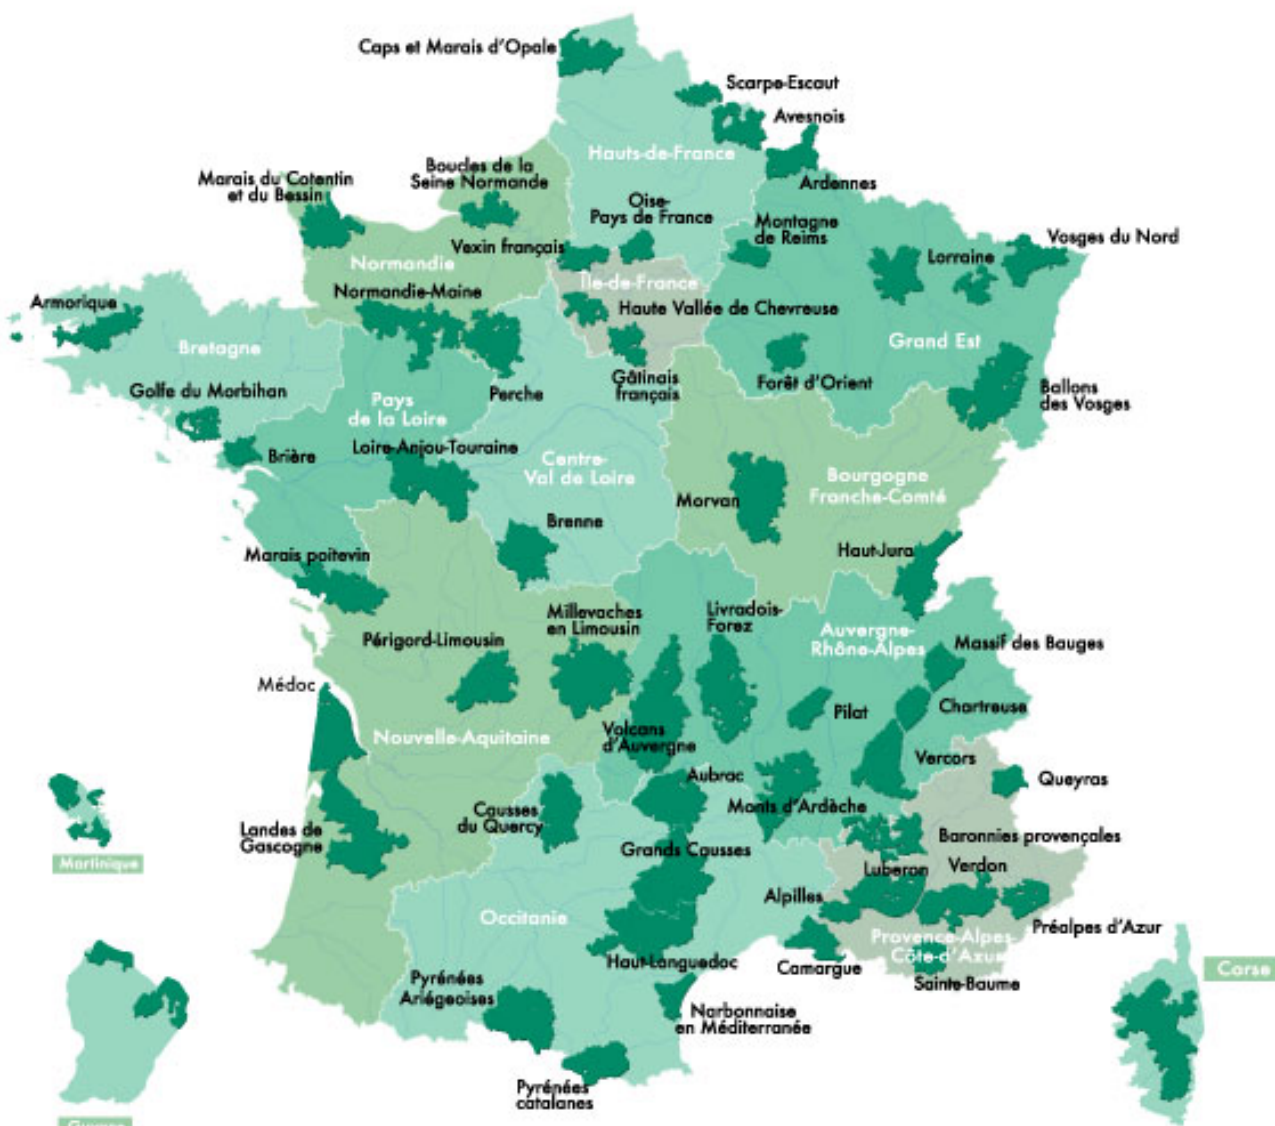 Caps et Marais d'Opale
Scarpe-Escaut
Avesnois
Hauts-de-France
Ardennes
Marais du Cotentin
et du Bessin
Boucles de la
Seine Normande
Oise-
Pays de France
Montagne
de Reims
Vosges du Nord
Lorraine
Vexin français
Normandie
Île-de-France
Normandie-Maine
Haute Vallée de Chevreuse
Armorique
Bretagne
Grand Est
Golfe du Morbihan
Perche
Gâtinais
français
Forêt d'Orient
Ballons
des Vosges
Pays
de la Loire
Brière
Loire-Anjou-Touraine
Centre-
Val de Loire
Bourgogne
Franche-Comté
Morvan
Brenne
Marais poitevin
Haut-Jura
Millevaches
en Limousin
Livradois-
Forez
Auvergne-
Rhône-Alpes
Périgord-Limousin
Massif des Bauges
Médoc
Pilat
Chartreuse
Nouvelle-Aquitaine
Volcans
d'Auvergne
Vercors
Aubrac
Queyras
Monts d'Ardèche
Causses
du Quercy
Landes de
Gascogne
Baronnies provençales
Grands Causses
Luberon
Verdon
Martinique
Alpilles
Occitanie
Préalpes d'Azur
Provence-Alpes-
Côte-d'Azur
Haut-Languedoc
Camargue
Sainte-Baume
Corse
Pyrénées
Ariégeoises
Narbonnaise
en Méditerranée
Pyrénées
catalanes